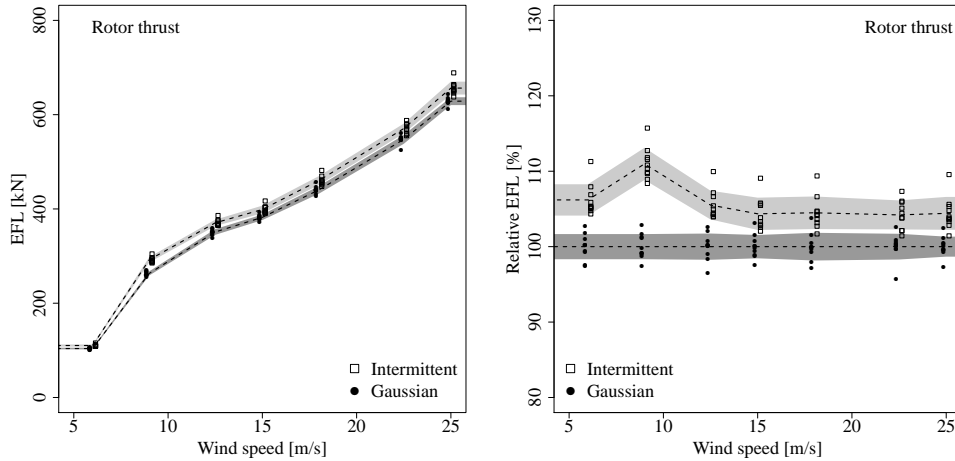 Rotor thrust
EFL [kN]
800
600
400
200
0
Intermittent
Gaussian
5 10 15 20 25
Wind speed [m/s]
Rotor thrust
Relative EFL [%]
130
120
110
100
90
80
Intermittent
Gaussian
5 10 15 20 25
Wind speed [m/s]